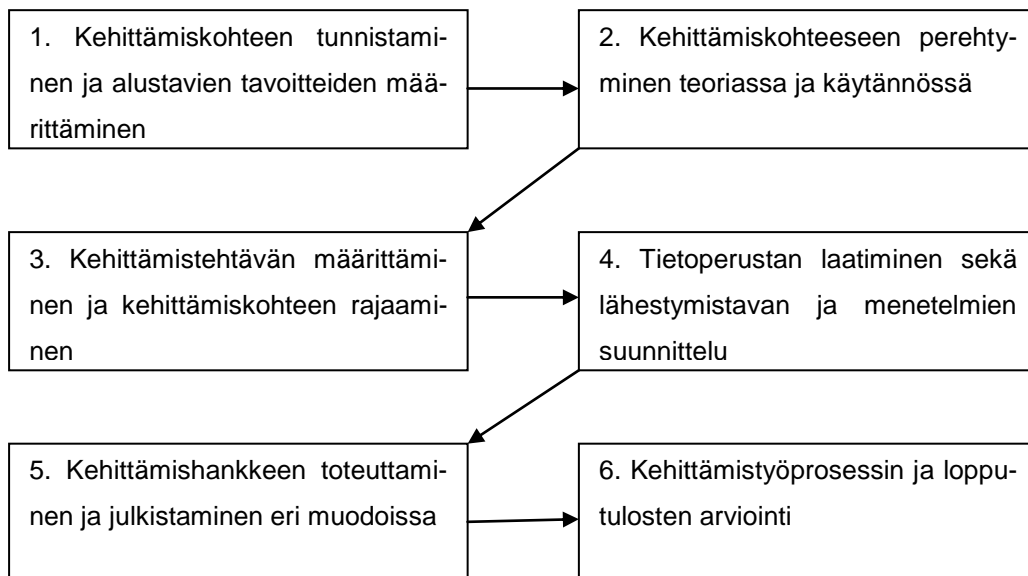 1. Kehittämiskohteen tunnistami-
nen ja alustavien tavoitteiden mää-
rittäminen
2. Kehittämiskohteeseen perehty-
minen teoriassa ja käytännössä
3. Kehittämistehtävän määrittämi-
nen ja kehittämiskohteen rajaami-
nen
4. Tietoperustan laatiminen sekä
lähestymistavan ja menetelmien
suunnittelu
5. Kehittämishankkeen toteuttami-
nen ja julkistaminen eri muodoissa
6. Kehittämistyöprosessin ja loppu-
tulosten arviointi